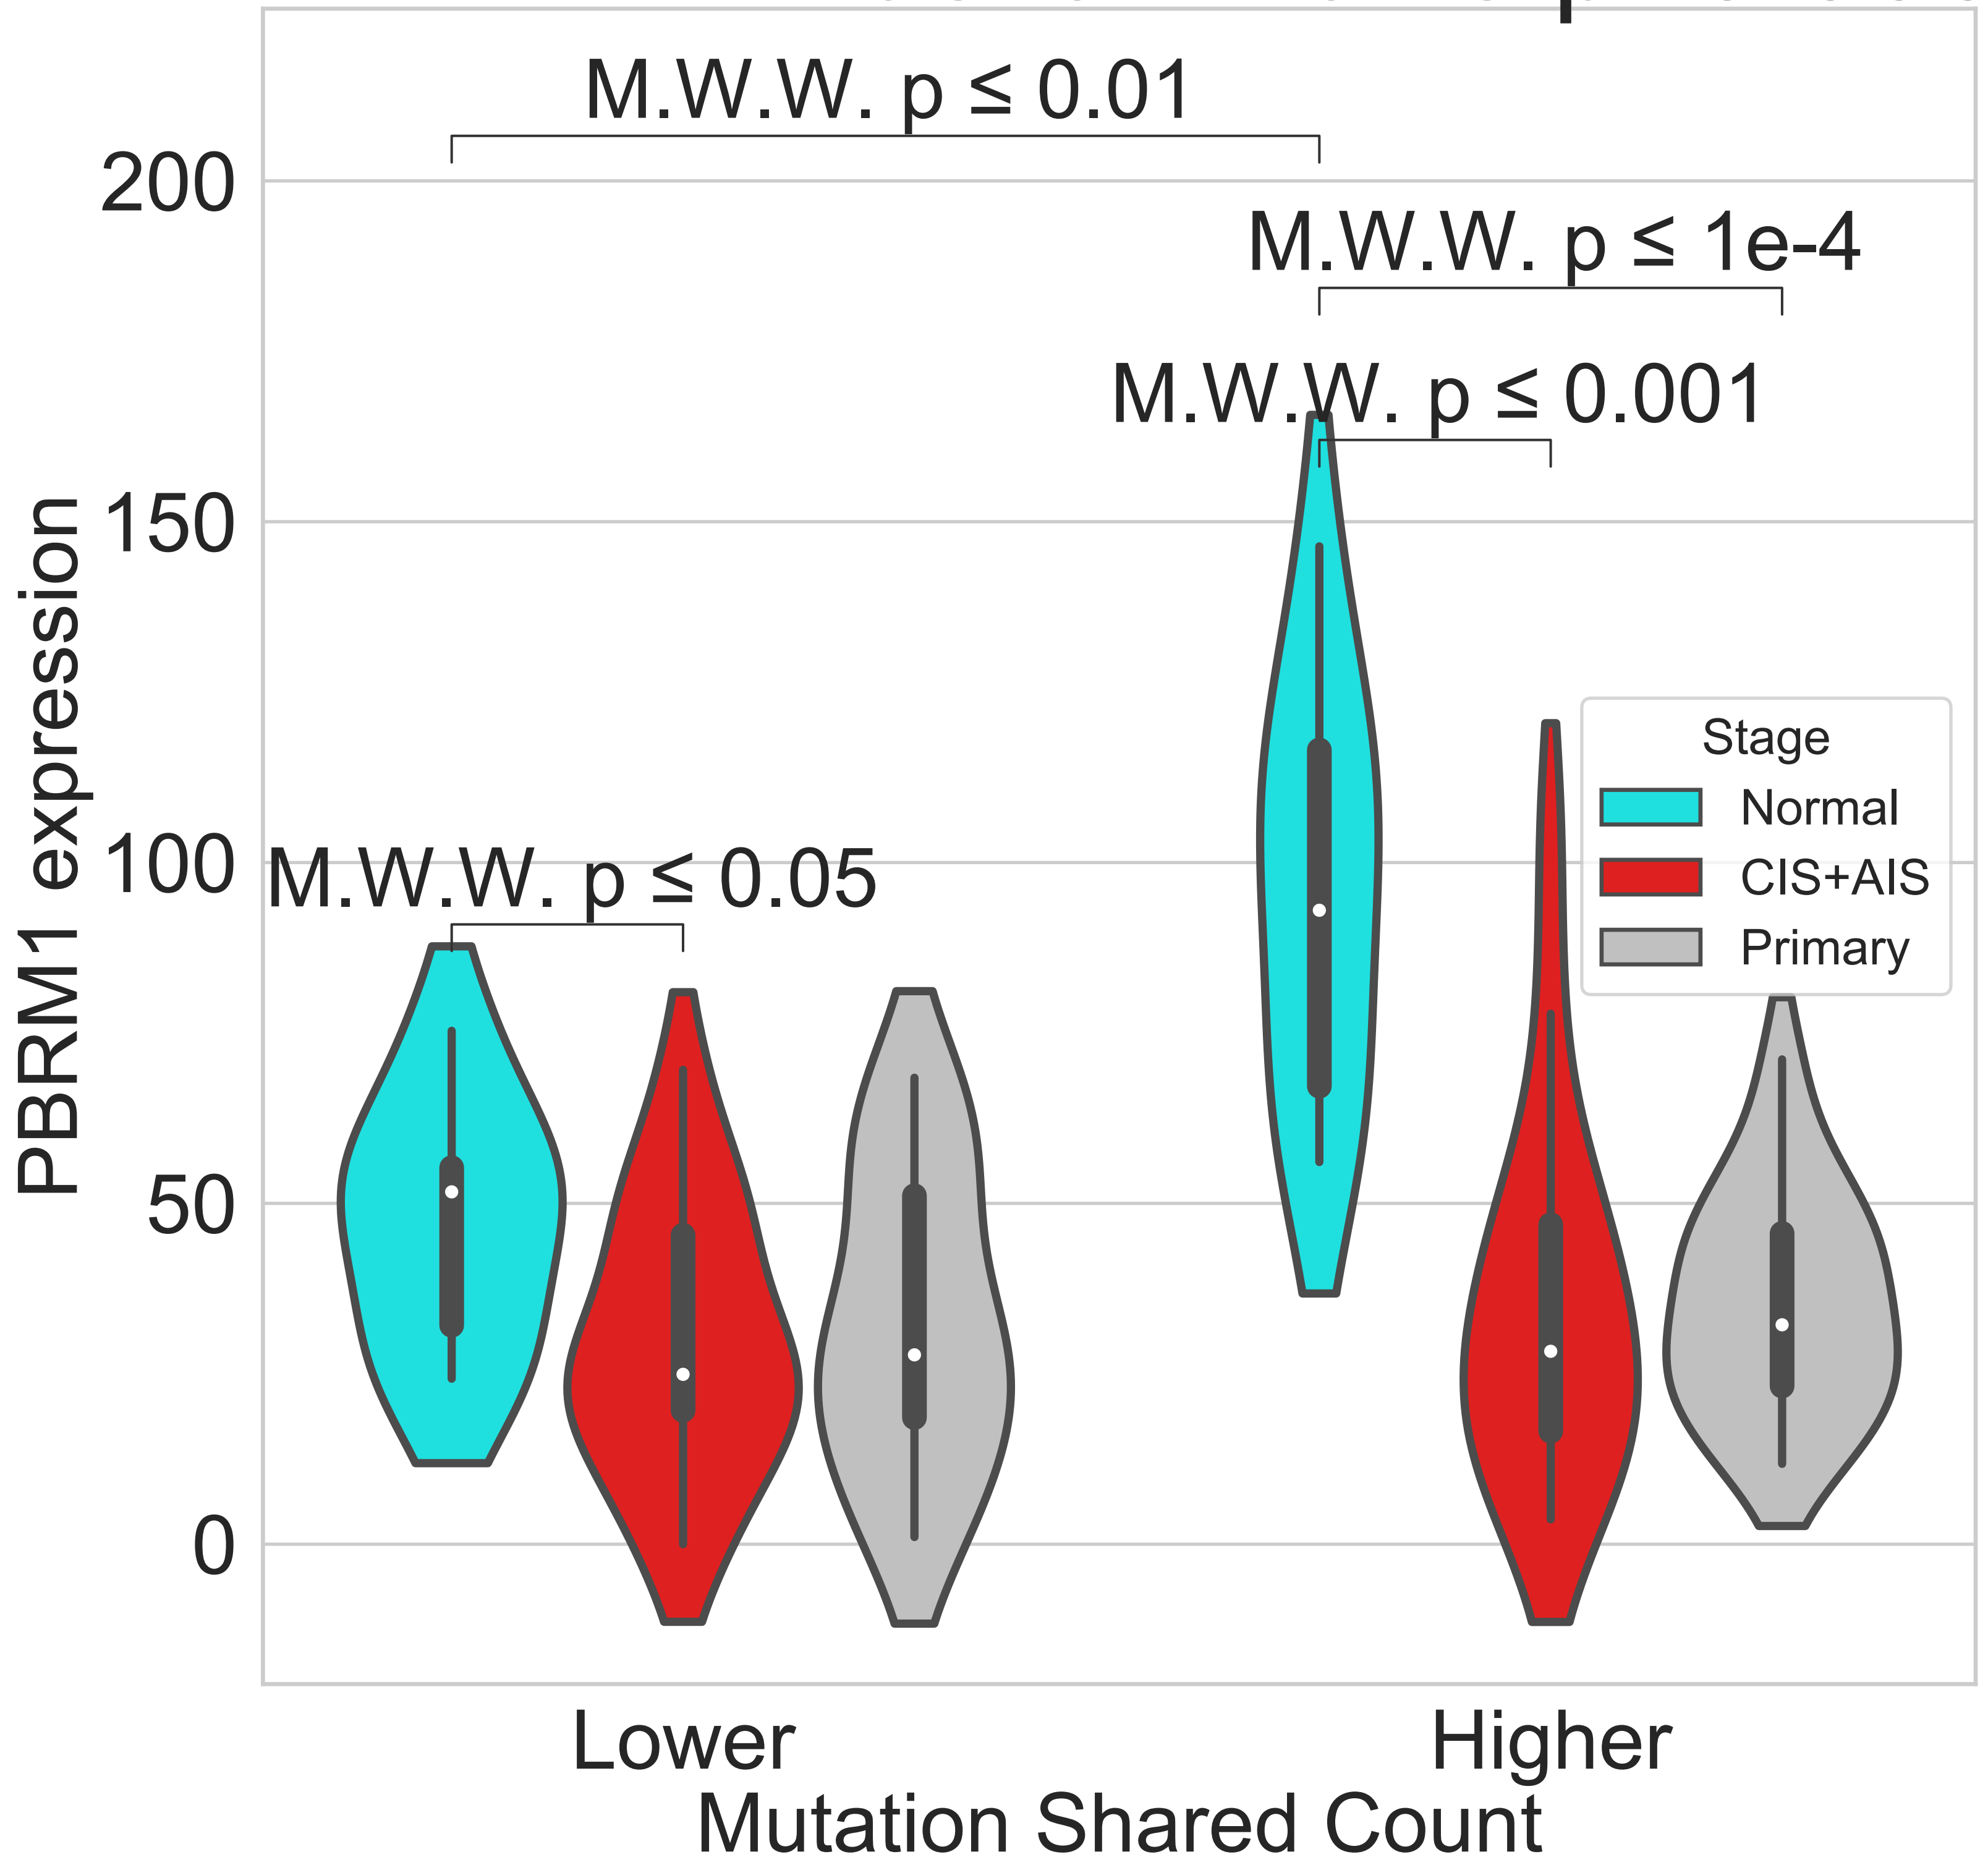 M.W.W. p ≤ 0.01
200
M.W.W. p ≤ 1e-4
M.W.W. p ≤ 0.001
150
Stage
Normal
CIS+AIS
Primary
100
M.W.W. p ≤ 0.05
50
0
PBRM1 expression
Lower
Higher
Mutation Shared Count